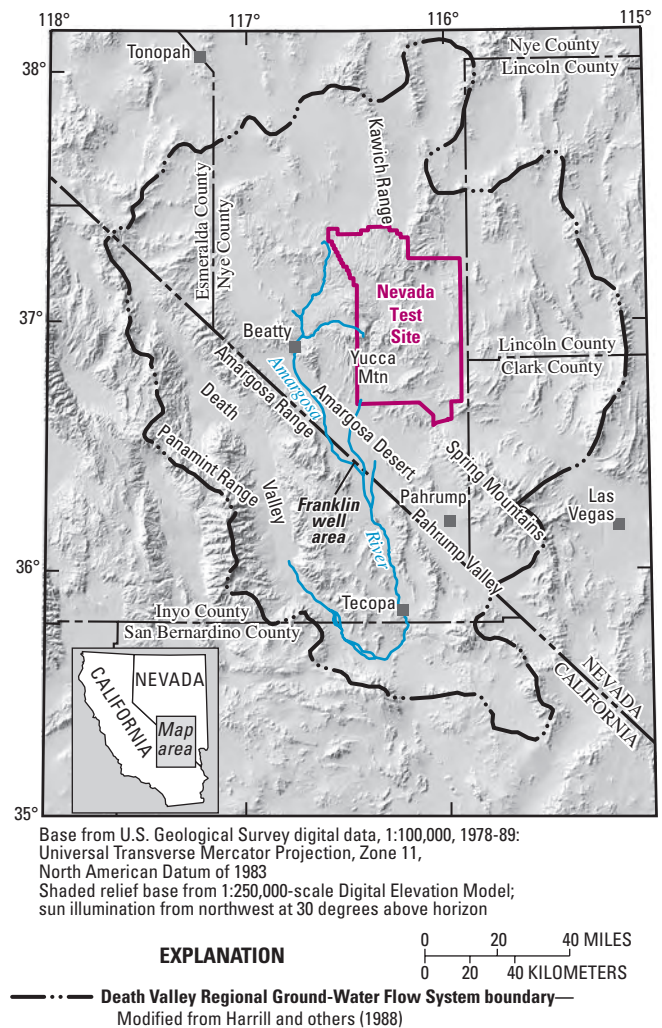 118°
117°
116°
115°
Tonopah
Nye County
Lincoln County
38°
Kawich Range
Esmeralda County
Nye County
Nevada
Test
Site
37°
Beatty
Yucca
Mtn
Lincoln County
Clark County
Amargosa Range
Amargosa
Amargosa Desert
Death
Valley
Panamint Range
Spring Mountains
Franklin
well
area
Pahrump
Las
Vegas
Pahrump Valley
River
36°
Tecopa
Inyo County
San Bernardino County
NEVADA
CALIFORNIA
NEVADA
CALIFORNIA
Map
area
35°
Base from U.S. Geological Survey digital data, 1:100,000, 1978-89:
Universal Transverse Mercator Projection, Zone 11,
North American Datum of 1983
Shaded relief base from 1:250,000-scale Digital Elevation Model;
sun illumination from northwest at 30 degrees above horizon
EXPLANATION
0 20 40 MILES
0 20 40 KILOMETERS
Death Valley Regional Ground-Water Flow System boundary—
Modified from Harrill and others (1988)